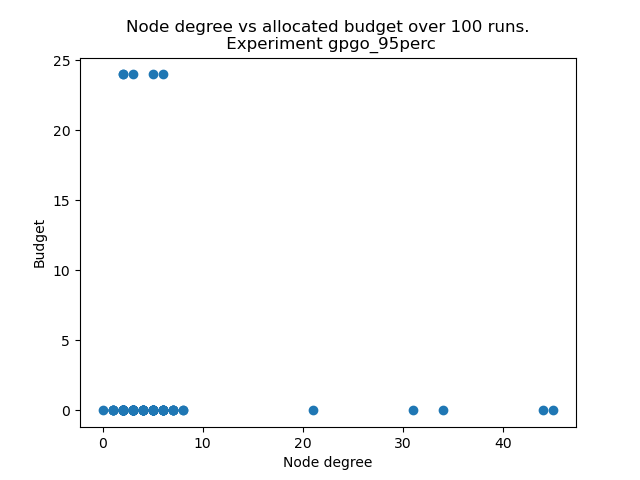 Node degree vs allocated budget over 100 runs.
Experiment gpgo_95perc
25
20
15
10
5
0
Budget
0 10 20 30 40
Node degree